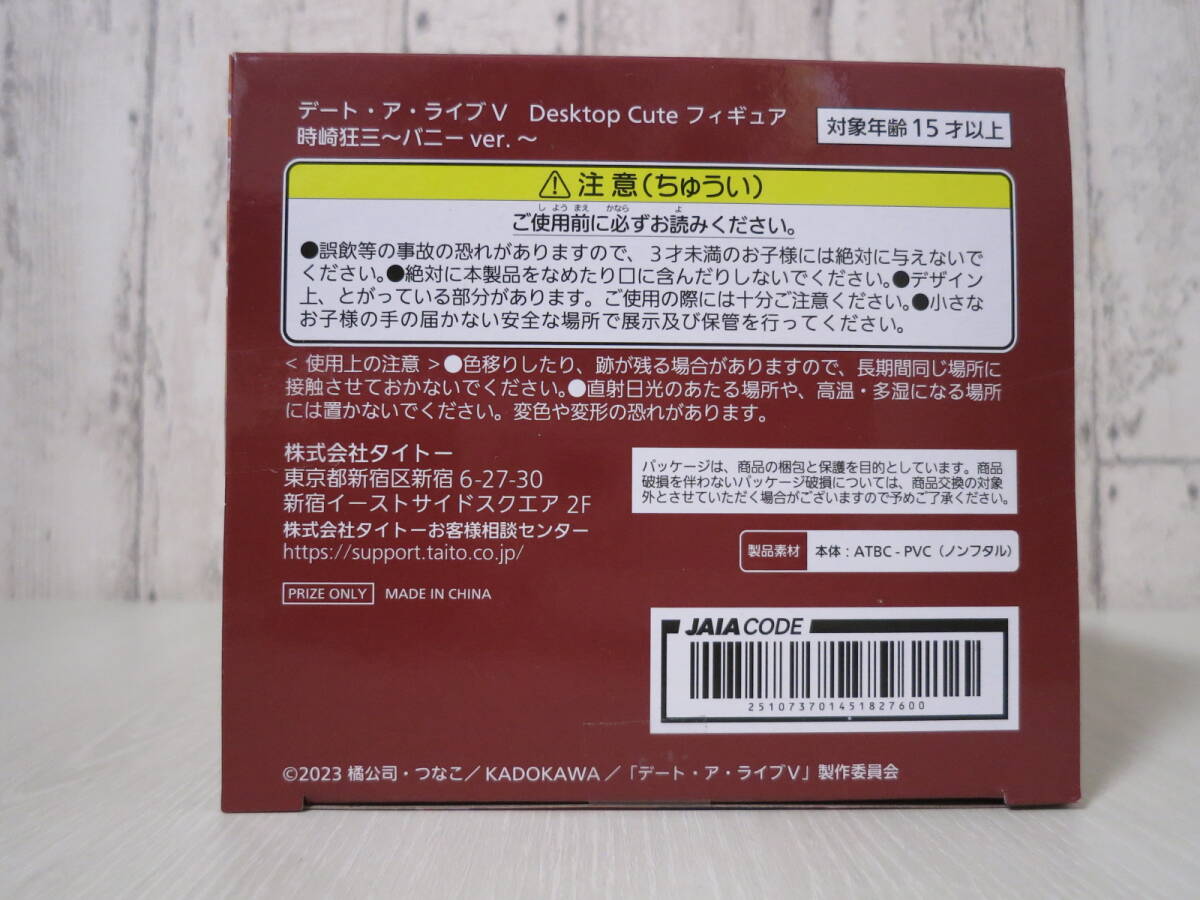 デート・ア・ライブⅤ Desktop Cute フィギュア
時崎狂三～バニー ver.～
対象年齢 15 才以上
注意(ちゅうい)
しようまえ かなら よ
ご使用前に必ずお読みください。
●誤飲等の事故の恐れがありますので、3才未満のお子様には絶対に与えないで
ください。●絶対に本製品をなめたり口に含んだりしないでください。●デザイン
上、とがっている部分があります。ご使用の際には十分ご注意ください。●小さな
お子様の手の届かない安全な場所で展示及び保管を行ってください。
< 使用上の注意 >●色移りしたり、跡が残る場合がありますので、長期間同じ場所に
接触させておかないでください。●直射日光のあたる場所や、高温・多湿になる場所
には置かないでください。変色や変形の恐れがあります。
株式会社タイトー
東京都新宿区新宿 6-27-30
新宿イーストサイドスクエア 2F
株式会社タイトーお客様相談センター
https://support.taito.co.jp/
PRIZE ONLY MADE IN CHINA
パッケージは、商品の梱包と保護を目的としています。商品
破損を伴わないパッケージ破損については、商品交換の対象
外とさせていただく場合がございますので予めご了承ください。
製品素材 本体：ATBC - PVC（ノンフタル）
JAIA CODE
251073701451827600
©2023 橘公司・つなこ／KADOKAWA／「デート・ア・ライブⅤ」製作委員会